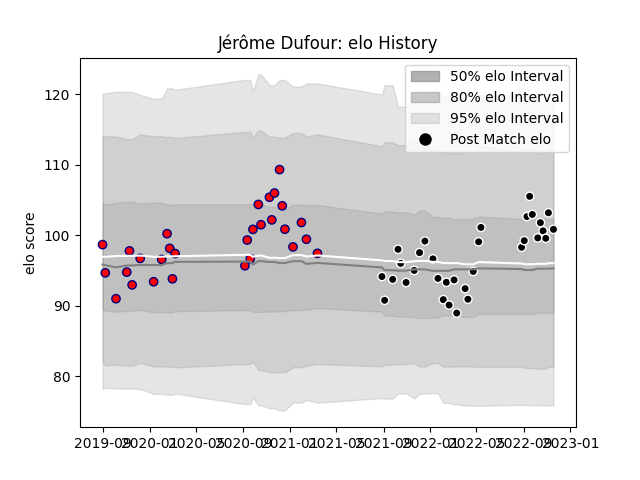 Jérôme Dufour: elo History
50% elo Interval
80% elo Interval
95% elo Interval
Post Match elo
elo score
120
110
100
90
80
2019-09 2020-01 2020-05 2020-09 2021-01 2021-05 2021-09 2022-01 2022-05 2022-09 2023-01